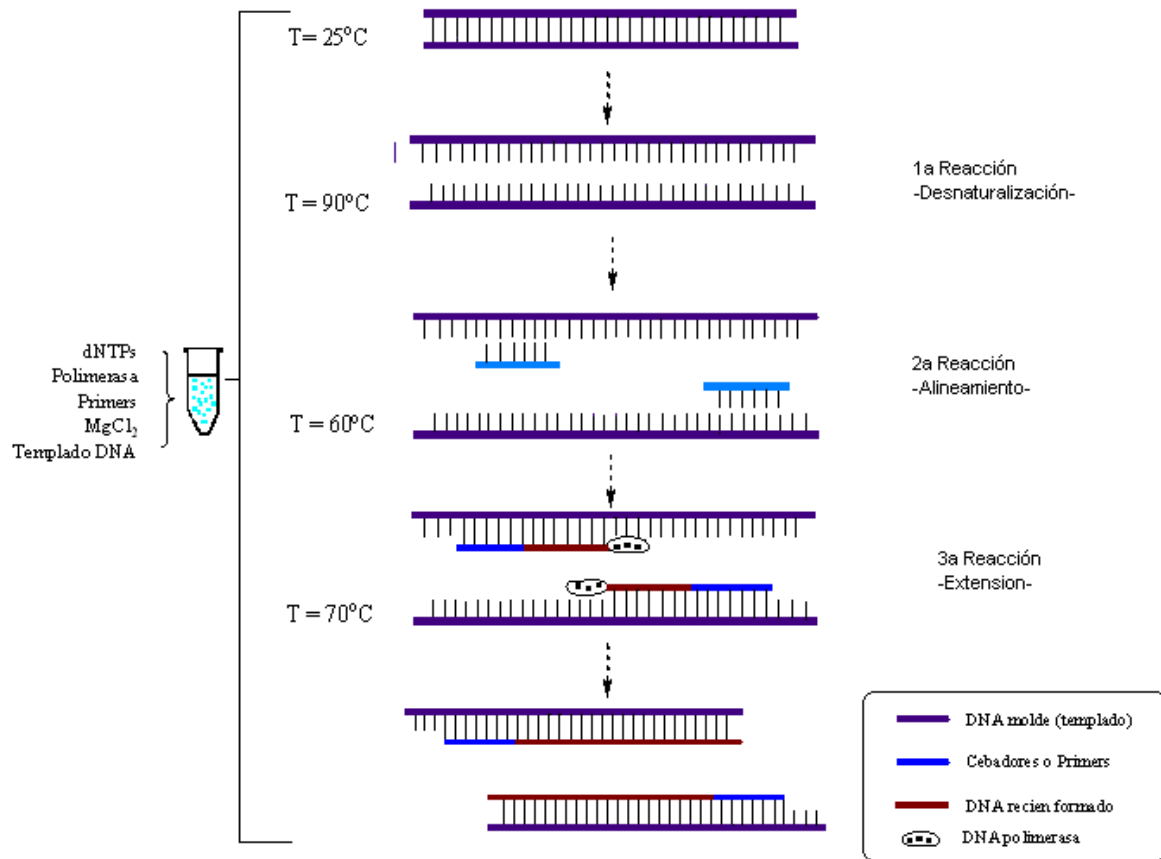 T= 25°C
T = 90°C
1a Reacción
-Desnaturalización-
dNTPs
Polimerasa
Primers
MgCl₂
Templado DNA
2a Reacción
-Alineamiento-
T = 60°C
3a Reacción
-Extension-
T = 70°C
DNA molde (templado)
Cebadores o Primers
DNA recien formado
DNA polimerasa